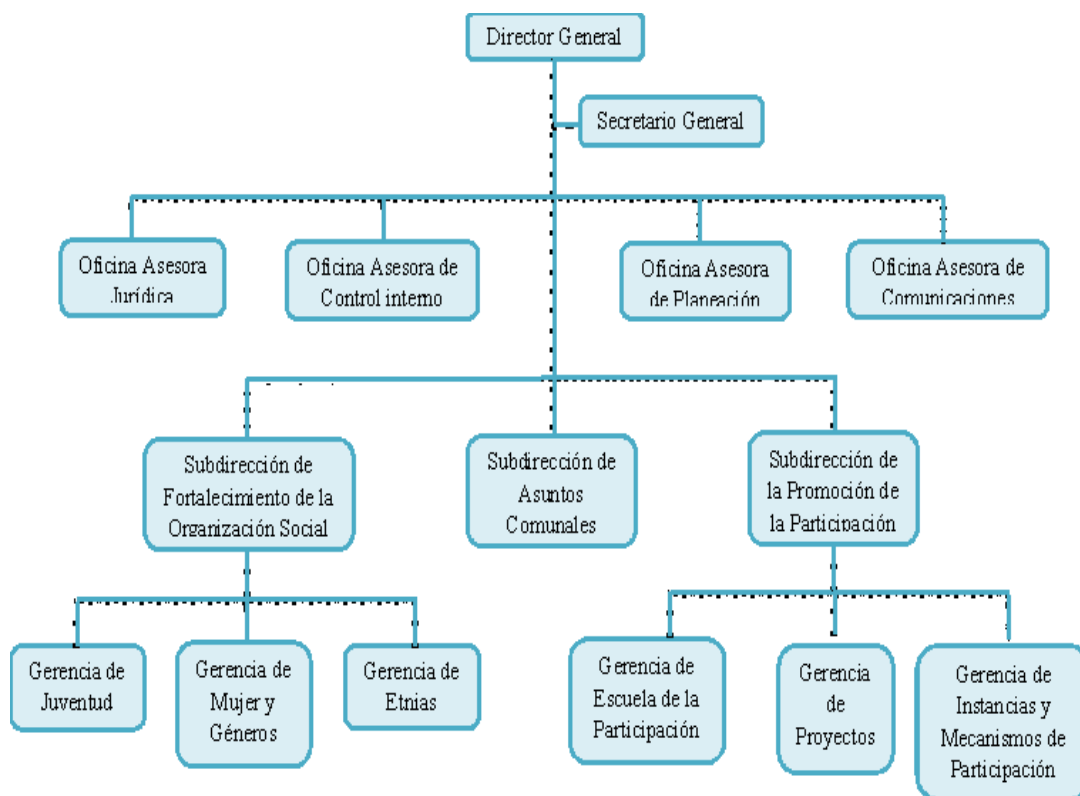 Director General
Secretario General
Oficina Asesora
Jurídica
Oficina Asesora de
Control interno
Oficina Asesora
de Planeación
Oficina Asesora de
Comunicaciones
Subdirección de
Fortalecimiento de la
Organización Social
Subdirección de
Asuntos
Comunales
Subdirección de
la Promoción de
la Participación
Gerencia de
Juventud
Gerencia de
Mujer y
Géneros
Gerencia de
Etnias
Gerencia de
Escuela de la
Participación
Gerencia
de
Proyectos
Gerencia de
Instancias y
Mecanismos de
Participación